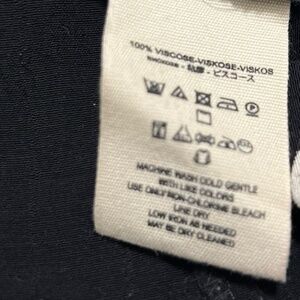 100% VISCOSE-VISKOSE-VISKOS
MACHINE WASH COLD GENTLE
WITH LIKE COLORS
USE ONLY NON-CHLORINE BLEACH
LINE DRY
LOW IRON AS NEEDED
MAY BE DRY CLEANED